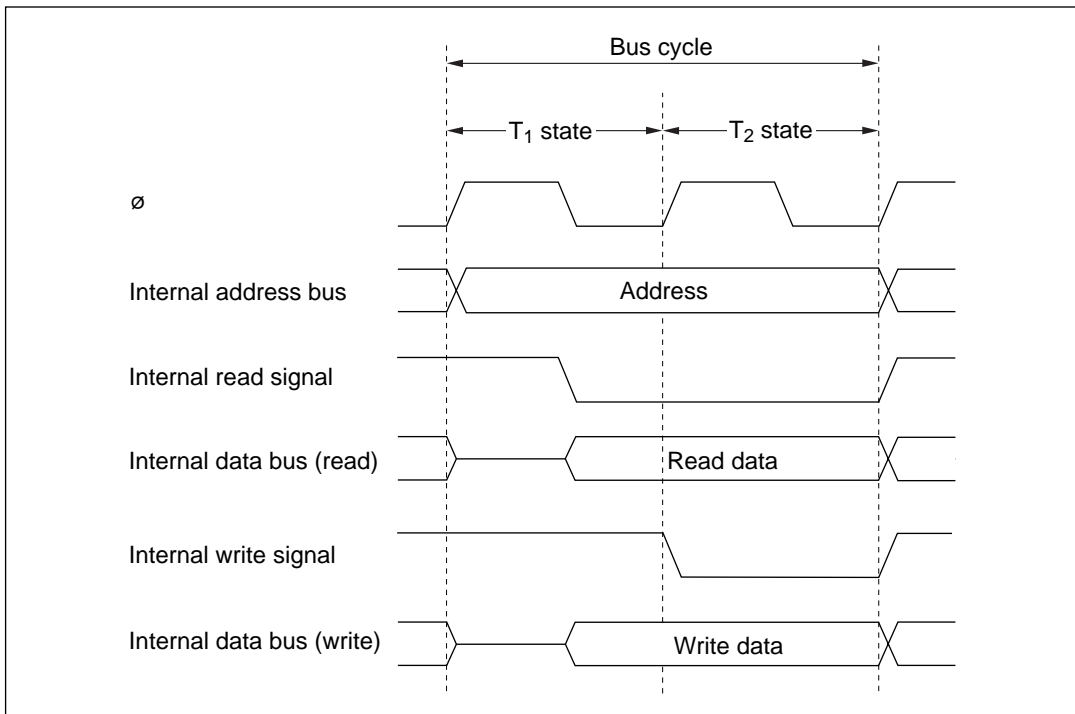 Bus cycle
T₁ state
T₂ state
ø
Internal address bus
Address
Internal read signal
Internal data bus (read)
Read data
Internal write signal
Internal data bus (write)
Write data